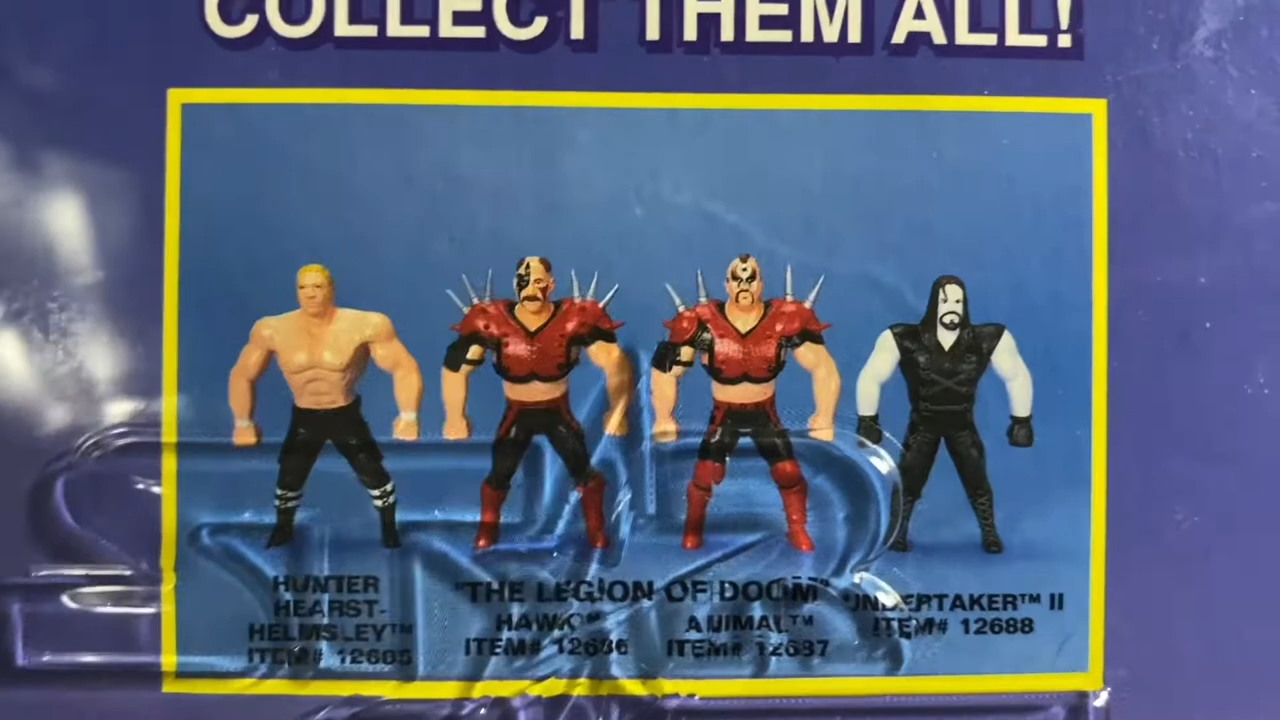 COLLECT THEM ALL!
HUNTER
HEARST-
HELMSLEY™
ITEM# 12685
"THE LEGION OF DOOM"
HAWK™
ITEM# 12686
ANIMAL™
ITEM# 12687
UNDERTAKER™ II
ITEM# 12688